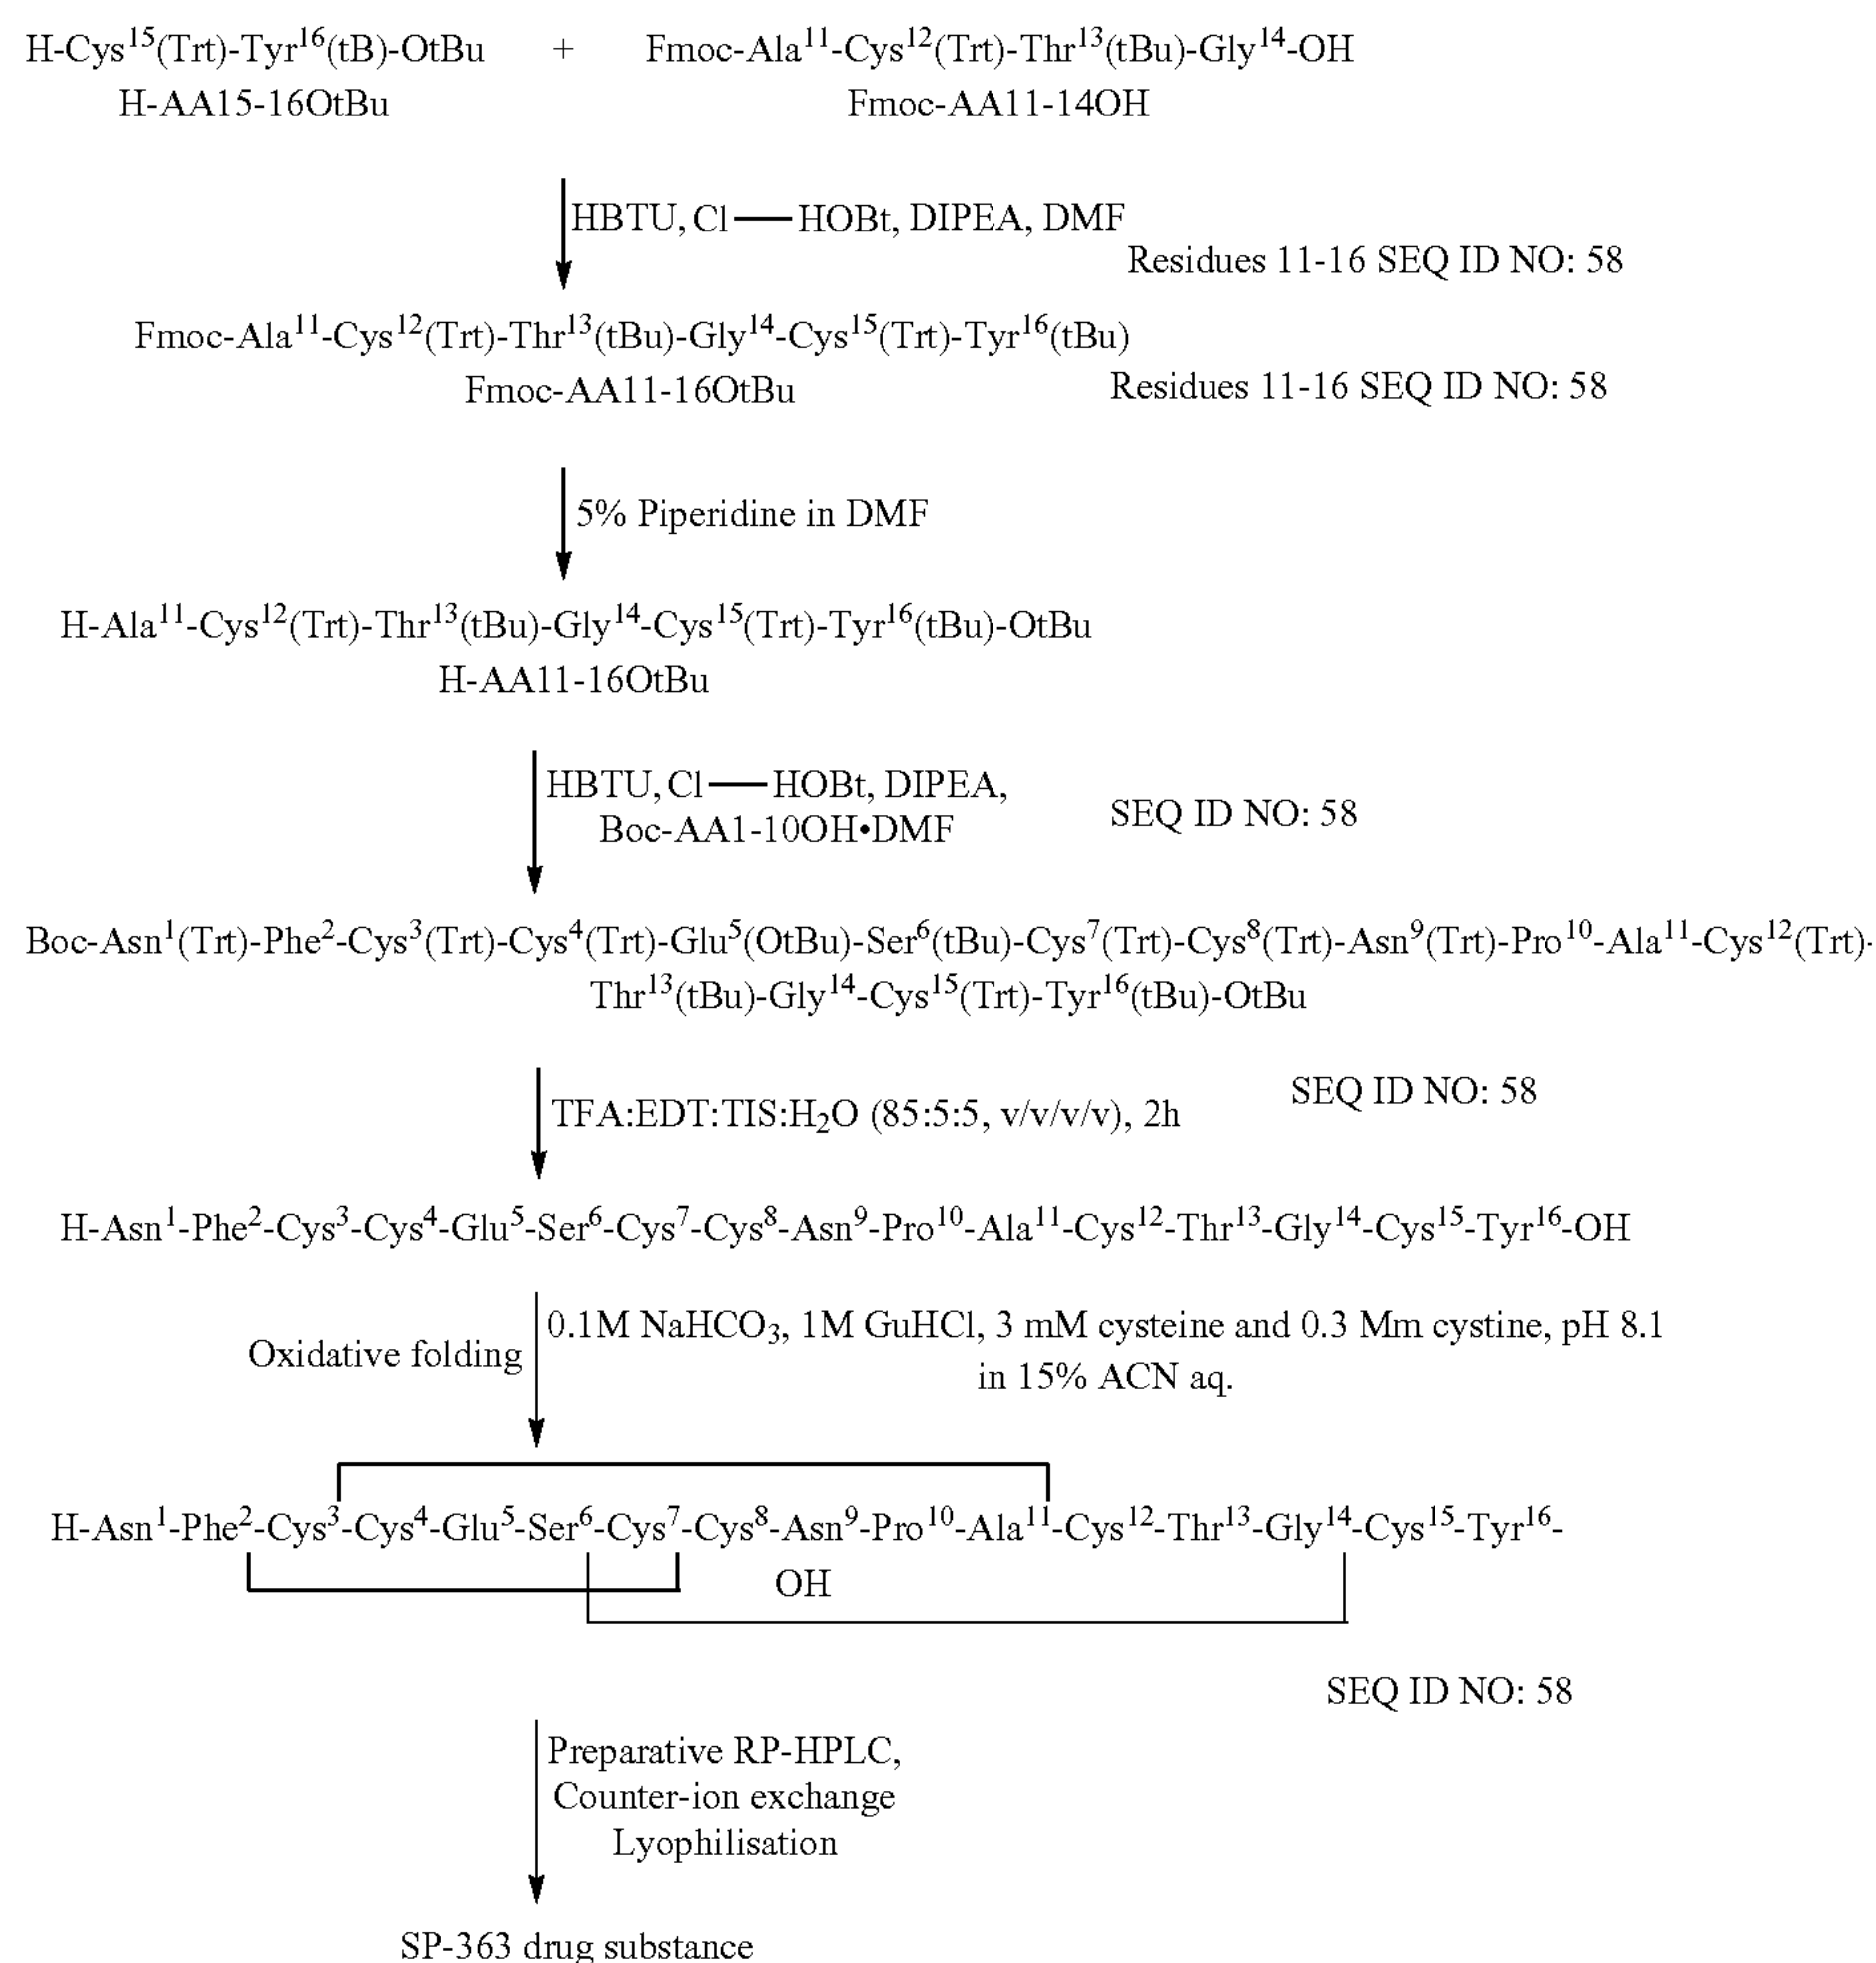 H-Cys¹⁵(Trt)-Tyr¹⁶(tB)-OtBu + Fmoc-Ala¹¹-Cys¹²(Trt)-Thr¹³(tBu)-Gly¹⁴-OH
H-AA15-16OtBu Fmoc-AA11-14OH
HBTU, Cl—HOBt, DIPEA, DMF
Residues 11-16 SEQ ID NO: 58
Fmoc-Ala¹¹-Cys¹²(Trt)-Thr¹³(tBu)-Gly¹⁴-Cys¹⁵(Trt)-Tyr¹⁶(tBu)
Fmoc-AA11-16OtBu Residues 11-16 SEQ ID NO: 58
5% Piperidine in DMF
H-Ala¹¹-Cys¹²(Trt)-Thr¹³(tBu)-Gly¹⁴-Cys¹⁵(Trt)-Tyr¹⁶(tBu)-OtBu
H-AA11-16OtBu
HBTU, Cl—HOBt, DIPEA,
Boc-AA1-10OH•DMF SEQ ID NO: 58
Boc-Asn¹(Trt)-Phe²-Cys³(Trt)-Cys⁴(Trt)-Glu⁵(OtBu)-Ser⁶(tBu)-Cys⁷(Trt)-Cys⁸(Trt)-Asn⁹(Trt)-Pro¹⁰-Ala¹¹-Cys¹²(Trt)-
Thr¹³(tBu)-Gly¹⁴-Cys¹⁵(Trt)-Tyr¹⁶(tBu)-OtBu
SEQ ID NO: 58
TFA:EDT:TIS:H₂O (85:5:5, v/v/v/v), 2h
H-Asn¹-Phe²-Cys³-Cys⁴-Glu⁵-Ser⁶-Cys⁷-Cys⁸-Asn⁹-Pro¹⁰-Ala¹¹-Cys¹²-Thr¹³-Gly¹⁴-Cys¹⁵-Tyr¹⁶-OH
Oxidative folding
0.1M NaHCO₃, 1M GuHCl, 3 mM cysteine and 0.3 Mm cystine, pH 8.1
in 15% ACN aq.
H-Asn¹-Phe²-Cys³-Cys⁴-Glu⁵-Ser⁶-Cys⁷-Cys⁸-Asn⁹-Pro¹⁰-Ala¹¹-Cys¹²-Thr¹³-Gly¹⁴-Cys¹⁵-Tyr¹⁶-
OH
SEQ ID NO: 58
Preparative RP-HPLC,
Counter-ion exchange
Lyophilisation
SP-363 drug substance